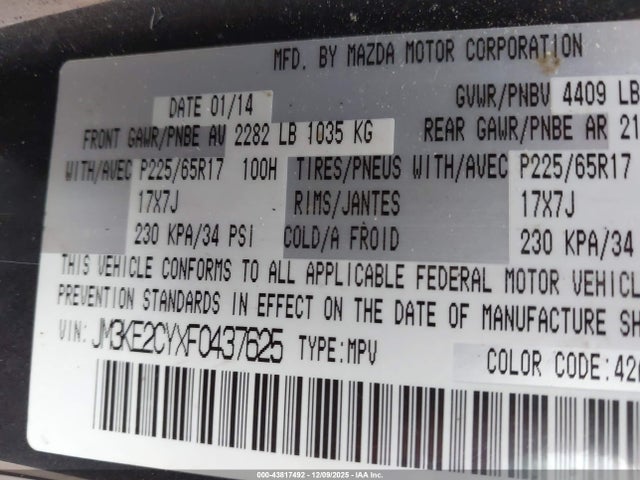 MFD. BY MAZDA MOTOR CORPORATION
DATE 01/14 GVWR/PNBV 4409 LB
FRONT GAWR/PNBE AV 2282 LB 1035 KG REAR GAWR/PNBE AR 21
WITH/AVEC P225/65R17 100H TIRES/PNEUS WITH/AVEC P225/65R17
17X7J RIMS/JANTES 17X7J
230 KPA/34 PSI COLD/A FROID 230 KPA/34
THIS VEHICLE CONFORMS TO ALL APPLICABLE FEDERAL MOTOR VEHICL
PREVENTION STANDARDS IN EFFECT ON THE DATE OF MANUFACTURE SH
VIN: JM3KE2CYXF0437625 TYPE:MPV COLOR CODE:42
000-43817492 - 12/09/2025 - IAA Inc.